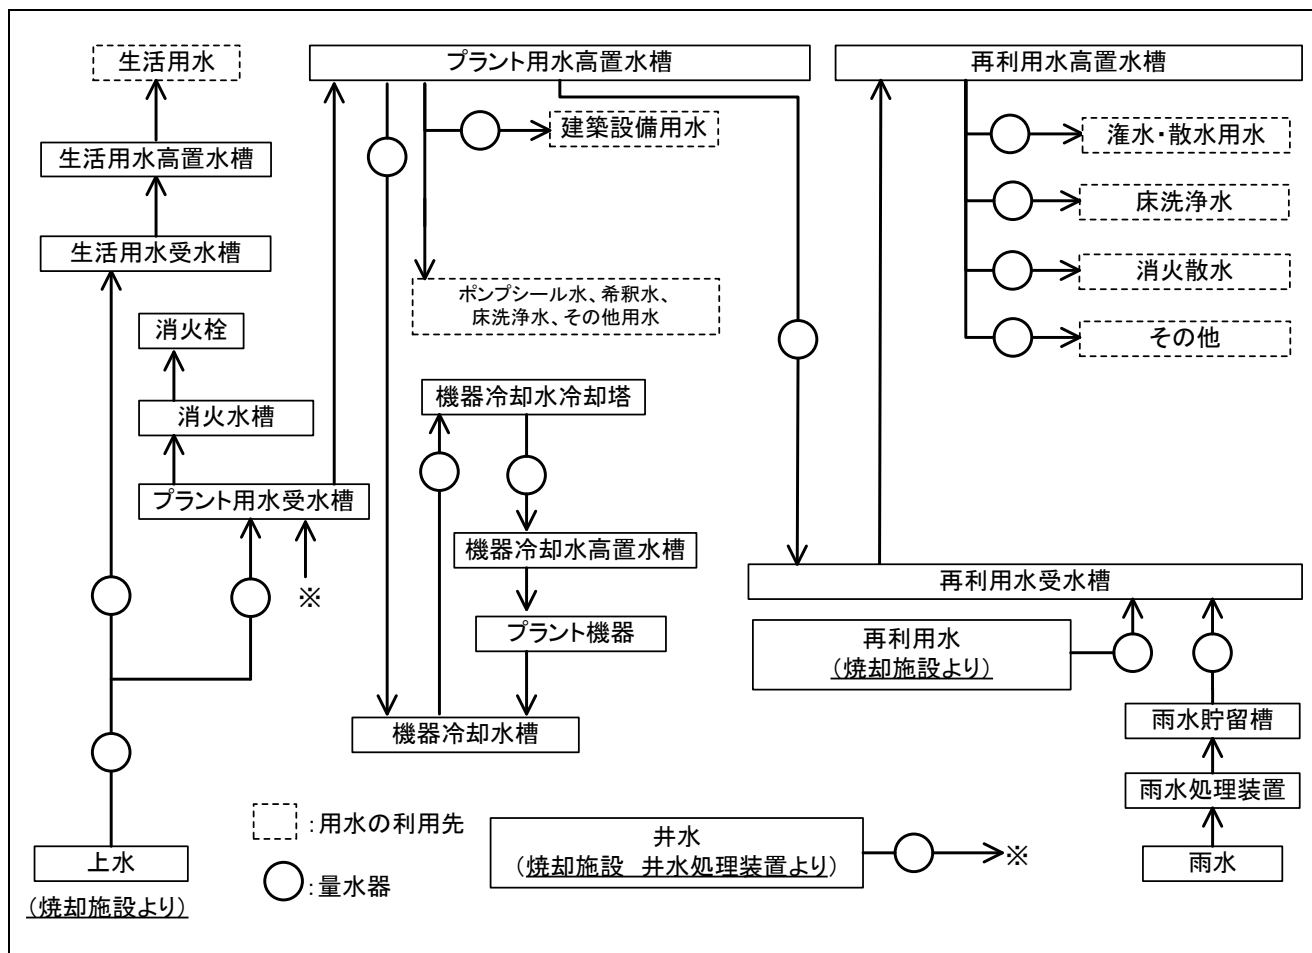 生活用水
生活用水高置水槽
生活用水受水槽
消火栓
消火水槽
プラント用水受水槽
※
上水
(焼却施設より)
プラント用水高置水槽
建築設備用水
ポンプシール水、希釈水、
床洗浄水、その他用水
機器冷却水冷却塔
機器冷却水高置水槽
プラント機器
機器冷却水槽
:用水の利用先
:量水器
井水
(焼却施設　井水処理装置より)
※
再利用水高置水槽
潅水・散水用水
床洗浄水
消火散水
その他
再利用水受水槽
再利用水
(焼却施設より)
雨水貯留槽
雨水処理装置
雨水